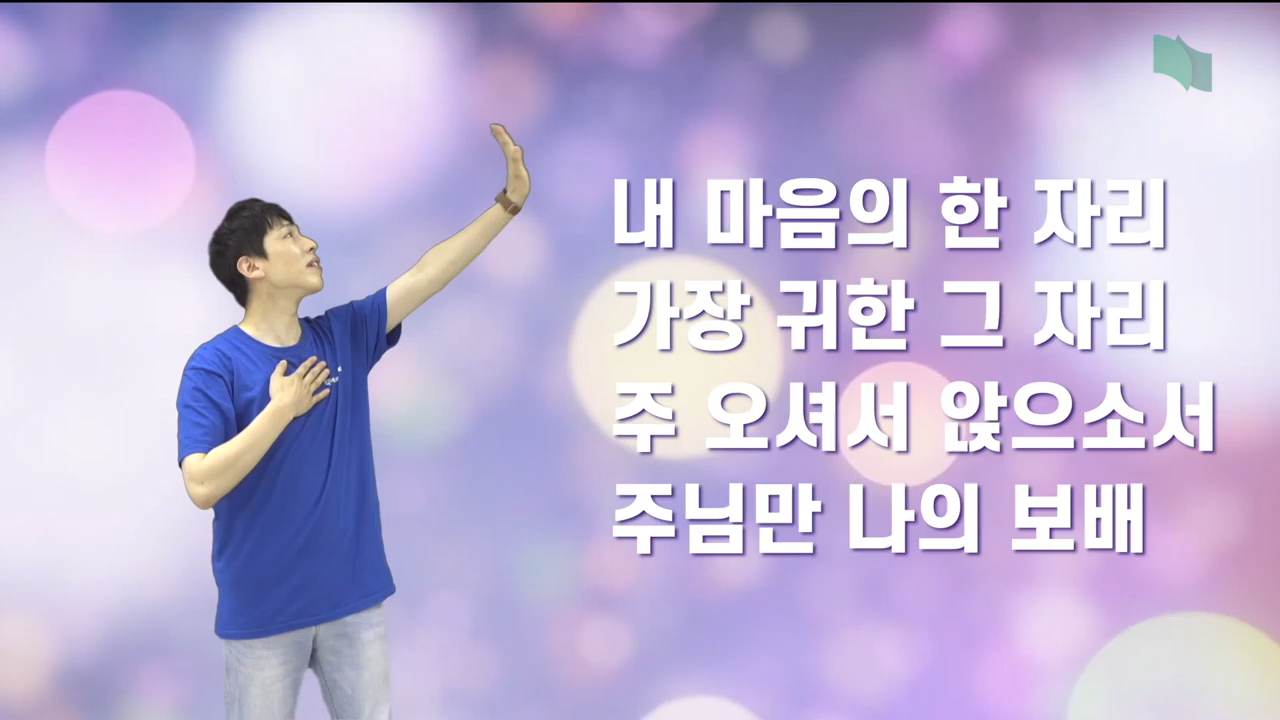 내 마음의 한 자리
가장 귀한 그 자리
주 오셔서 앉으소서
주님만 나의 보배